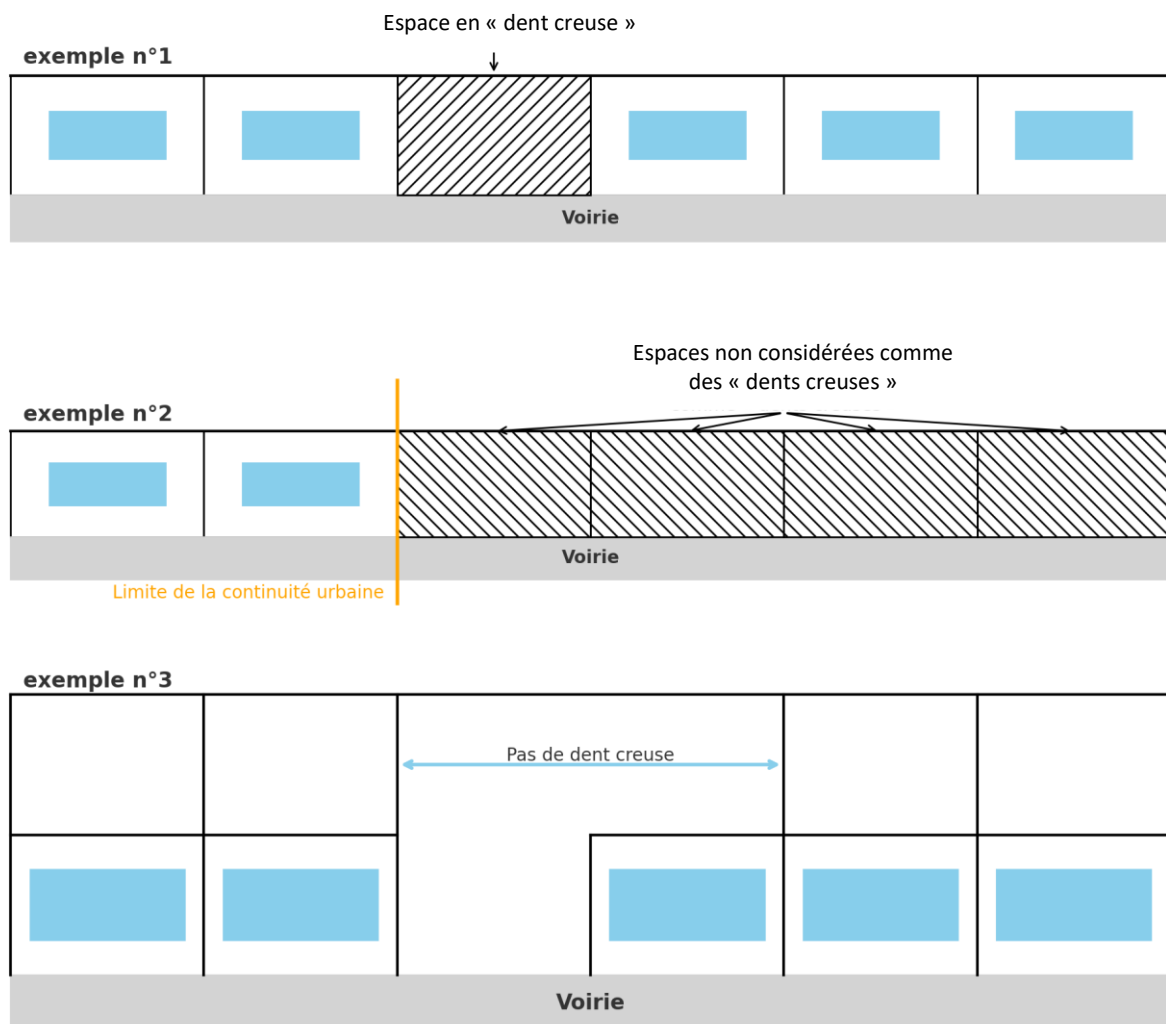 Espace en « dent creuse »
exemple n°1
Voirie
Espaces non considérées comme
des « dents creuses »
exemple n°2
Voirie
Limite de la continuité urbaine
exemple n°3
Pas de dent creuse
Voirie